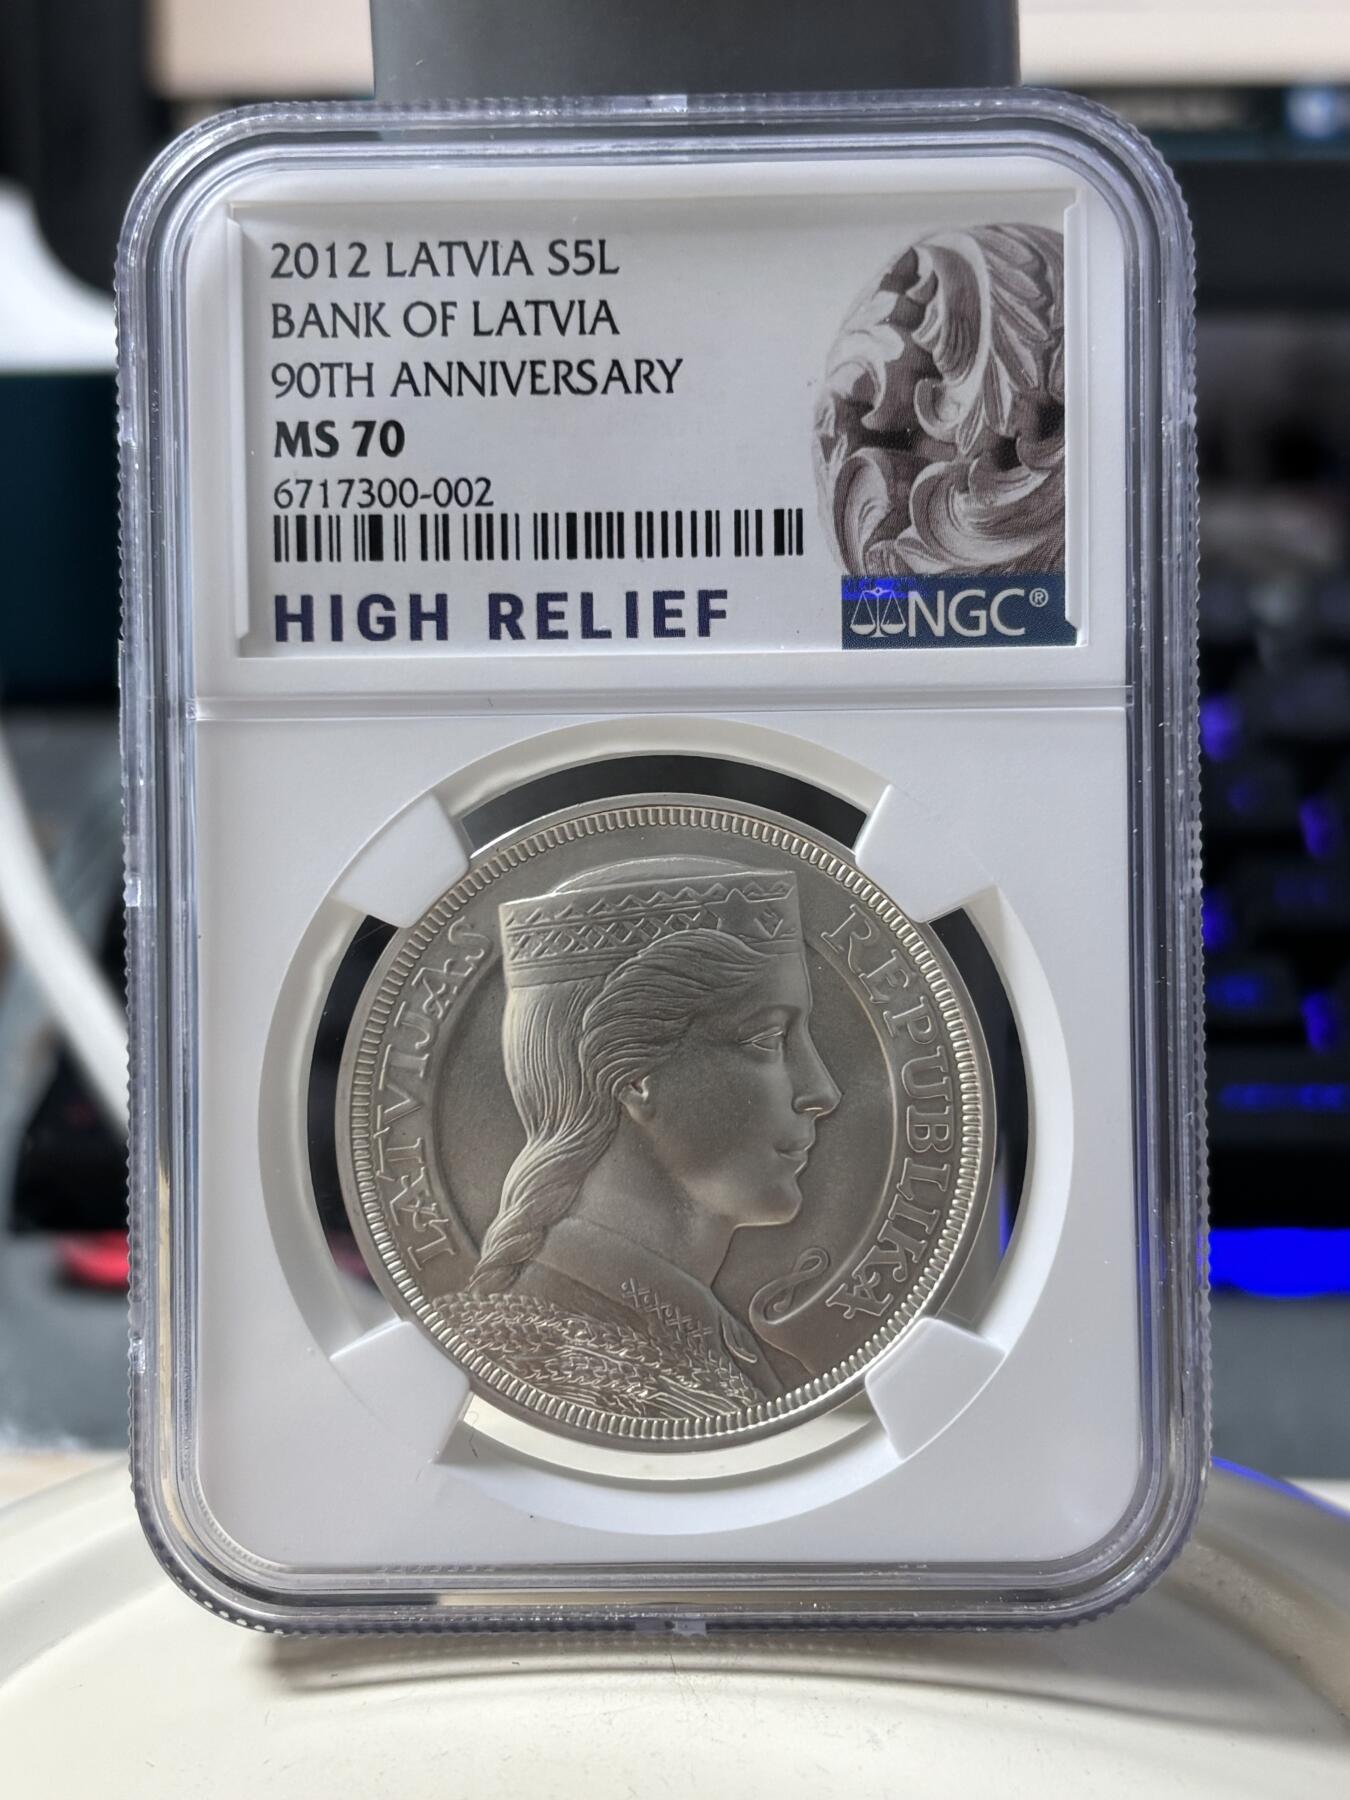 2012 LATVIA S5L
BANK OF LATVIA
90TH ANNIVERSARY
MS 70
6717300-002
HIGH RELIEF
NGC®
LATVIJAS REPUBLIKA